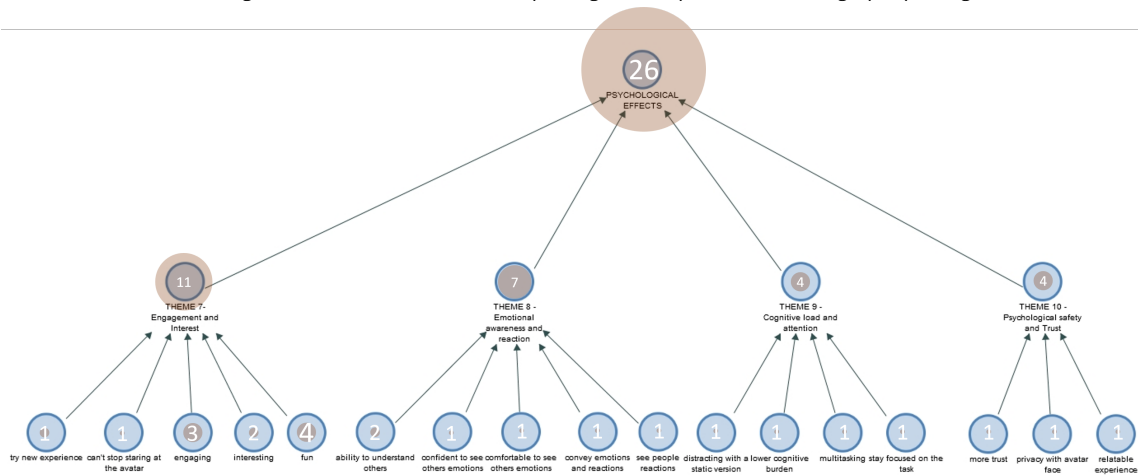 26
PSYCHOLOGICAL
EFFECTS
11
THEME 7-
Engagement and
Interest
7
THEME 8 -
Emotional
awareness and
reaction
4
THEME 9 -
Cognitive load and
attention
4
THEME 10 -
Psychological safety
and Trust
1
try new experience
1
can't stop staring at
the avatar
3
engaging
2
interesting
4
fun
2
ability to understand
others
1
confident to see
others emotions
1
comfortable to see
others emotions
1
convey emotions
and reactions
1
see people
reactions
1
distracting with a
static version
1
lower cognitive
burden
1
multitasking
1
stay focused on the
task
1
more trust
1
privacy with avatar
face
1
relatable
experience